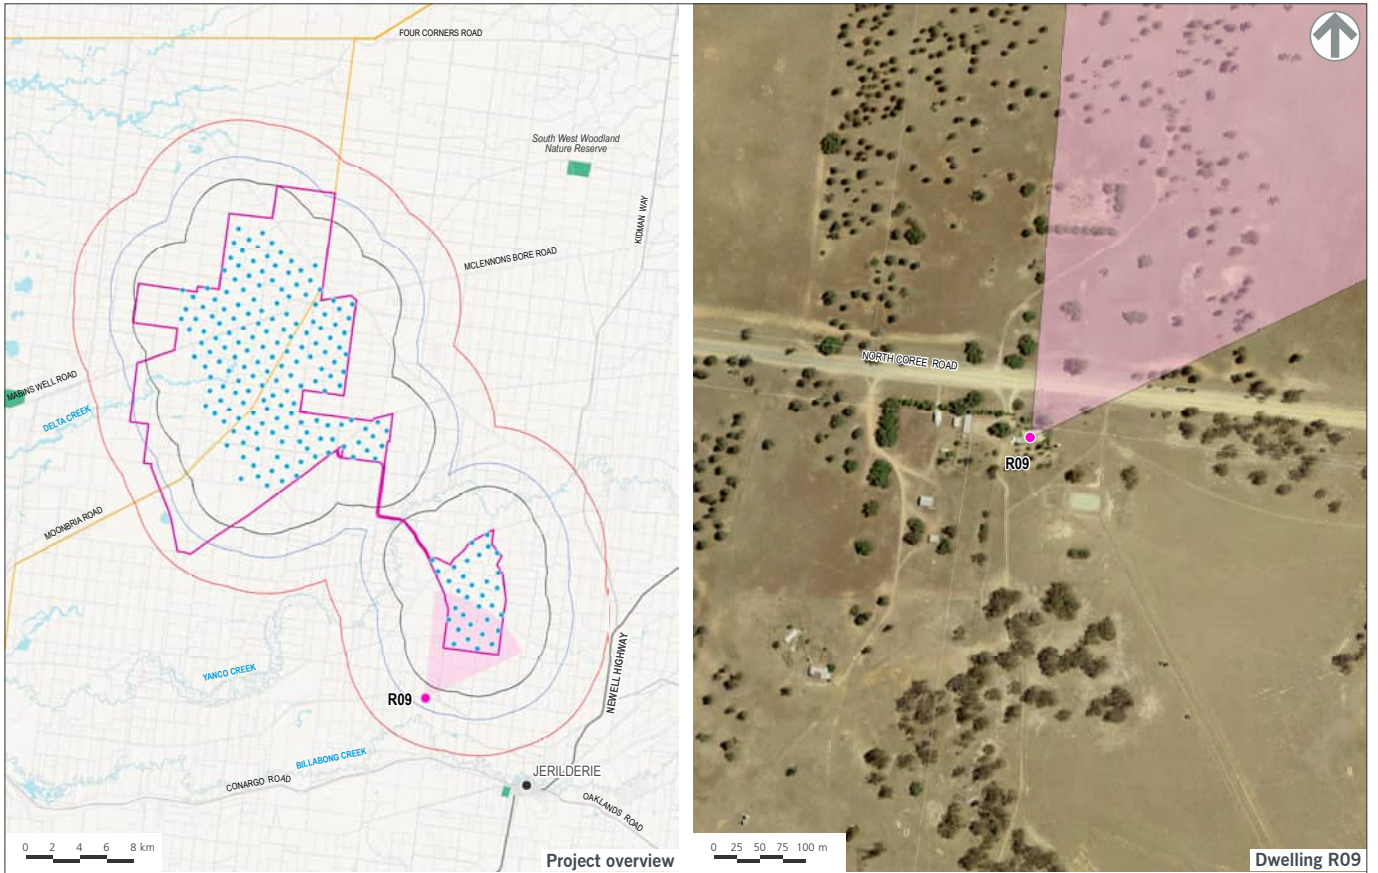 FOUR CORNERS ROAD
South West Woodland
Nature Reserve
KIDMAN WAY
MCLENNONS BORE ROAD
MABINS WELL ROAD
DELTA CREEK
MOONBRIA ROAD
YANCO CREEK
R09
NEWELL HIGHWAY
BILLABONG CREEK
CONARGO ROAD
JERILDERIE
OAKLANDS ROAD
0 2 4 6 8 km
Project overview
NORTH COREE ROAD
R09
0 25 50 75 100 m
Dwelling R09